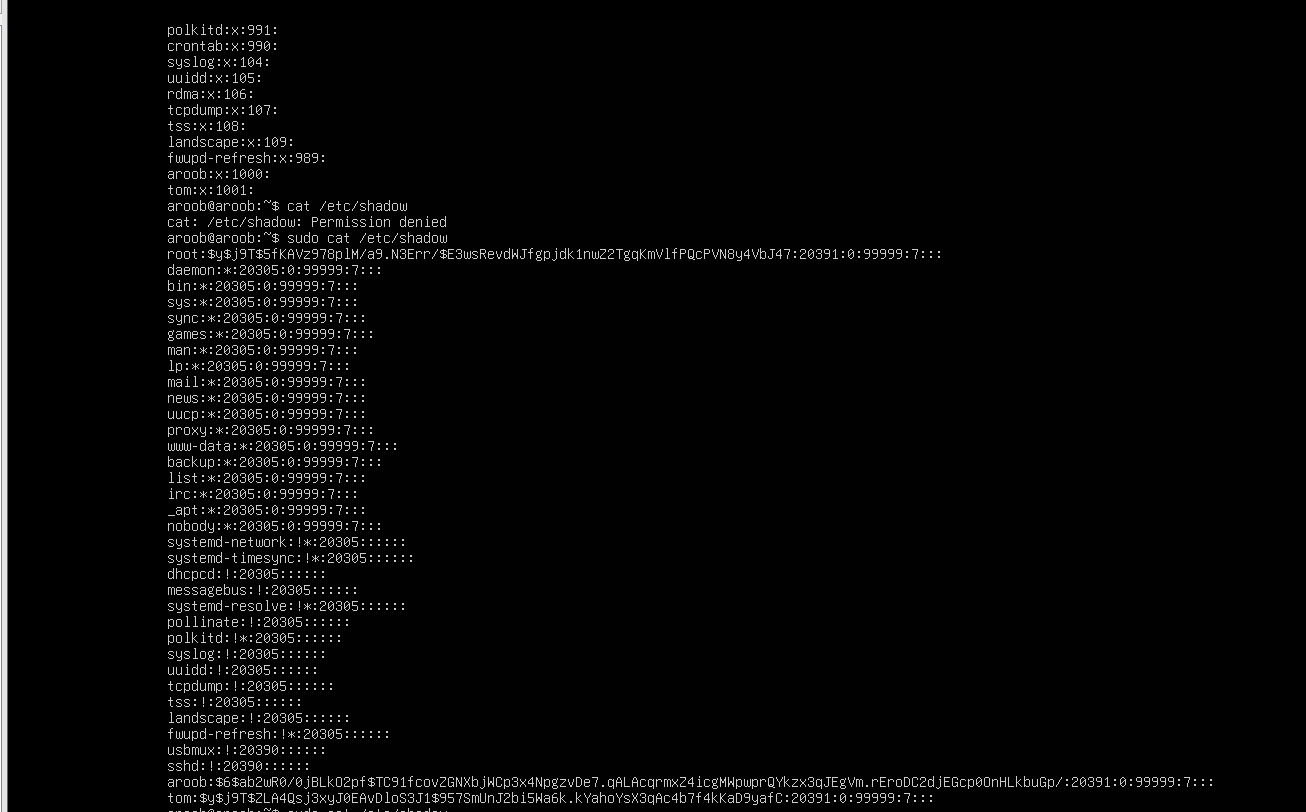 polkitd:x:991:
crontab:x:990:
syslog:x:104:
uuidd:x:105:
rdma:x:106:
tcpdump:x:107:
tss:x:108:
landscape:x:109:
fwupd-refresh:x:989:
aroob:x:1000:
tom:x:1001:
aroob@aroob:~$ cat /etc/shadow
cat: /etc/shadow: Permission denied
aroob@aroob:~$ sudo cat /etc/shadow
root:$y$j9T$5fKAVz978plM/a9.N3Err/$E3wsRevdWJfgpjdk1nwZ2TgqKmVlfPQcPVN8y4VbJ47:20391:0:99999:7:::
daemon:*:20305:0:99999:7:::
bin:*:20305:0:99999:7:::
sys:*:20305:0:99999:7:::
sync:*:20305:0:99999:7:::
games:*:20305:0:99999:7:::
man:*:20305:0:99999:7:::
lp:*:20305:0:99999:7:::
mail:*:20305:0:99999:7:::
news:*:20305:0:99999:7:::
uucp:*:20305:0:99999:7:::
proxy:*:20305:0:99999:7:::
www-data:*:20305:0:99999:7:::
backup:*:20305:0:99999:7:::
list:*:20305:0:99999:7:::
irc:*:20305:0:99999:7:::
_apt:*:20305:0:99999:7:::
nobody:*:20305:0:99999:7:::
systemd-network:!*:20305::::::
systemd-timesync:!*:20305::::::
dhcpcd:!:20305::::::
messagebus:!:20305::::::
systemd-resolve:!*:20305::::::
pollinate:!:20305::::::
polkitd:!*:20305::::::
syslog:!:20305::::::
uuidd:!:20305::::::
tcpdump:!:20305::::::
tss:!:20305::::::
landscape:!:20305::::::
fwupd-refresh:!*:20305::::::
usbmux:!:20390::::::
sshd:!:20390::::::
aroob:$6$ab2uR0/0jBLkO2pf$TC91fcovZGNXbjWCp3x4NpgzvDe7.qALAcqrmxZ4icgMWpwprQYkzx3qJEgVm.rEroDC2djEGcp0OnHLkbuGp/:20391:0:99999:7:::
tom:$y$j9T$ZLA4Qsj3xyJ0EAvDloS3J1$957SmUnJ2bi5Wa6k.kYahoYsX3qAc4b7f4kKaD9yafC:20391:0:99999:7:::
aroob@aroob:~$ sudo cat /etc/shadow